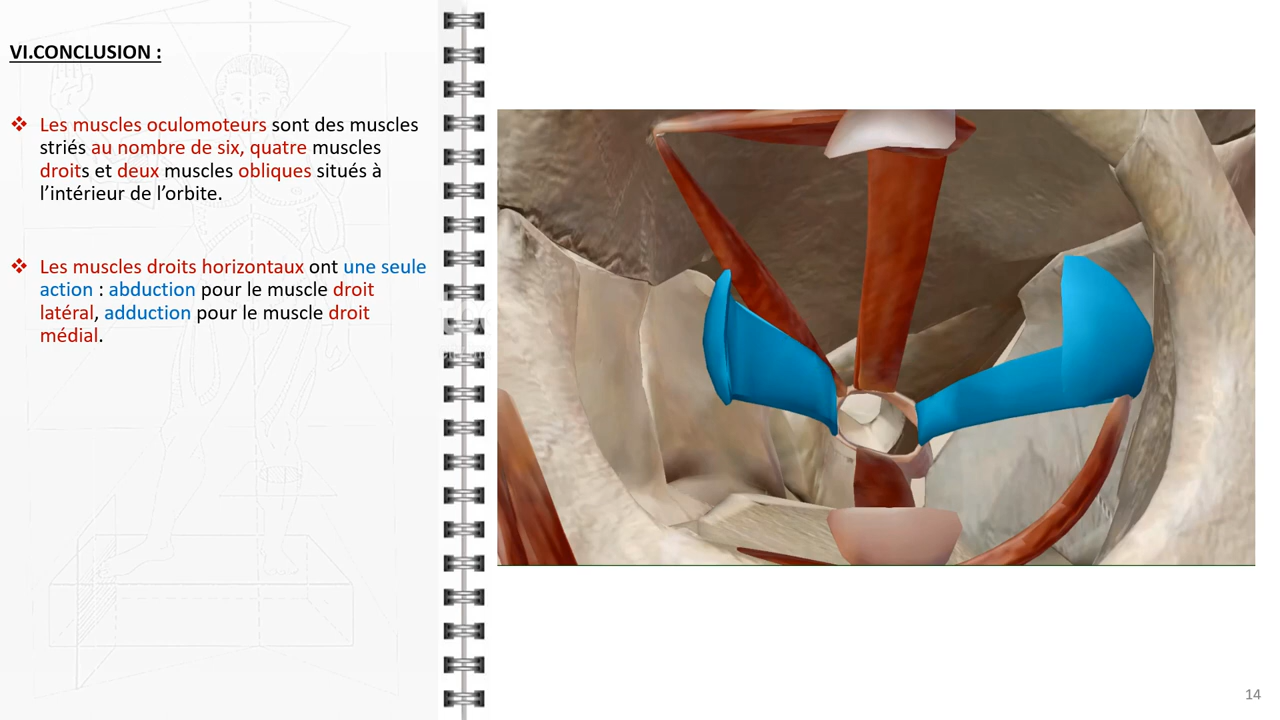 VI.CONCLUSION :
❖ Les muscles oculomoteurs sont des muscles
striés au nombre de six, quatre muscles
droits et deux muscles obliques situés à
l’intérieur de l’orbite.
❖ Les muscles droits horizontaux ont une seule
action : abduction pour le muscle droit
latéral, adduction pour le muscle droit
médial.
14